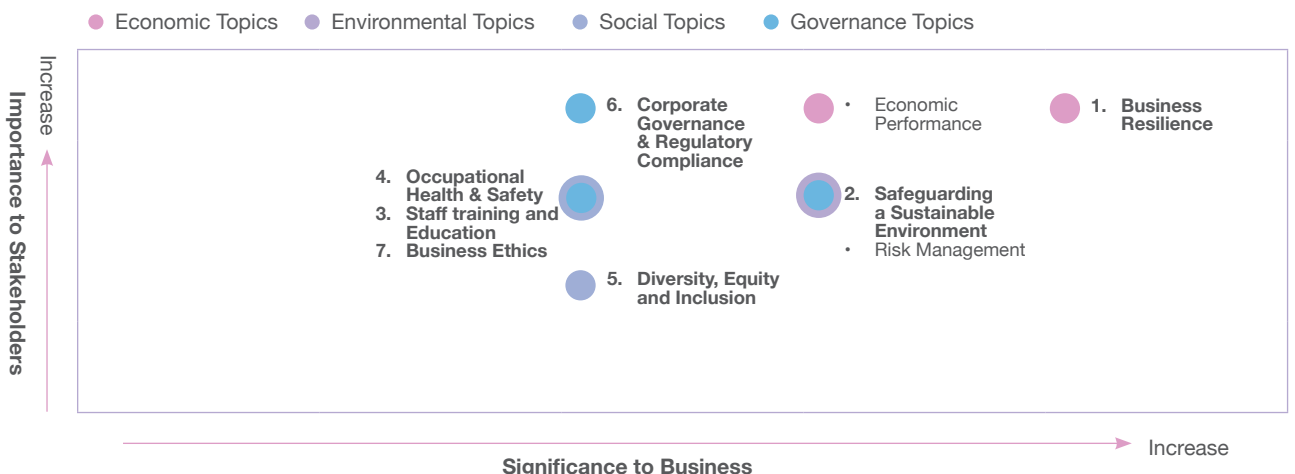 Economic Topics
Environmental Topics
Social Topics
Governance Topics
Increase
Importance to Stakeholders
6. Corporate
Governance
& Regulatory
Compliance
• Economic
Performance
1. Business
Resilience
4. Occupational
Health & Safety
3. Staff training and
Education
7. Business Ethics
2. Safeguarding
a Sustainable
Environment
• Risk Management
5. Diversity, Equity
and Inclusion
Increase
Significance to Business